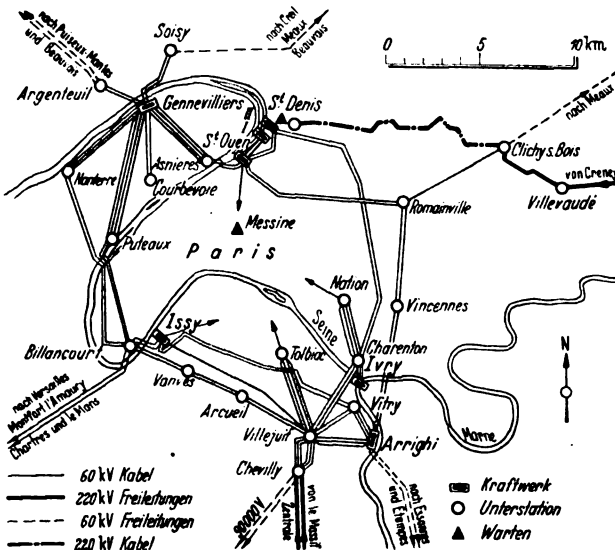 nach Puiseux-Mantes
und Beauvais
Soisy
nach Creil
Meaux
Beauvais
0 5 10 km
Argenteuil
Gennevilliers
St Denis
St Ouen
nach Meaux
Clichy s. Bois
von Creney
Villevaudé
Nanterre
Asnières
Courbevoie
Romainville
Messine
Puteaux
Paris
Nation
Vincennes
Seine
Issy
Billancourt
Tolbiac
Charenton
Ivry
N
Vanves
Vitry
Arcueil
nach Versailles
Montfort l'Amaury
Chartres und le Mans
Villejuif
Arrighi
Marne
Chevilly
90000V
von le Massif
Zentrale
nach Essonnes
und Etampes
60 kV Kabel
220 kV Freileitungen
60 kV Freileitungen
220 kV Kabel
Kraftwerk
Unterstation
Warten